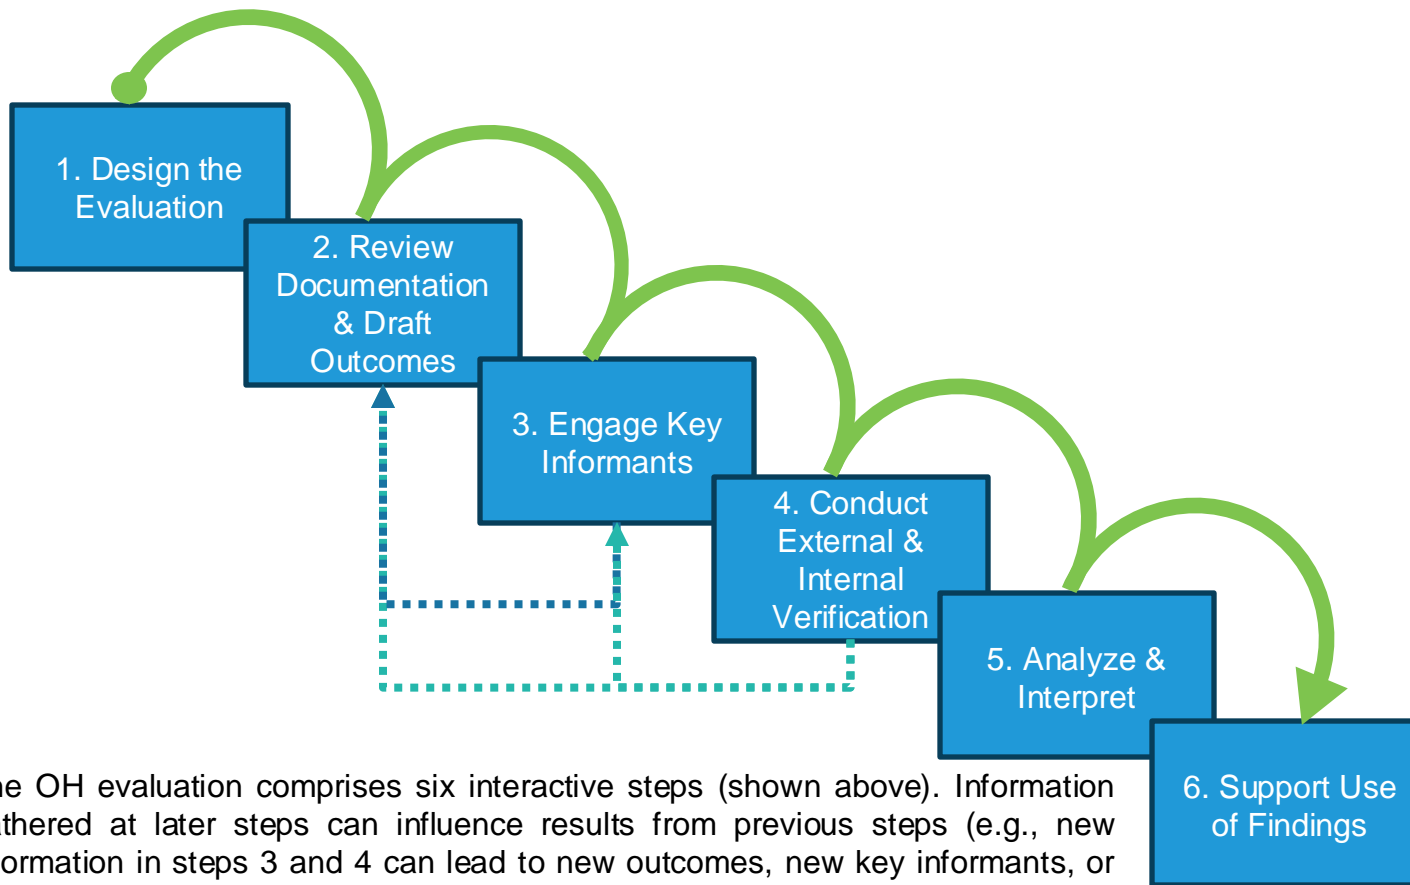 1. Design the
Evaluation
2. Review
Documentation
& Draft
Outcomes
3. Engage Key
Informants
4. Conduct
External &
Internal
Verification
5. Analyze &
Interpret
6. Support Use
of Findings
he OH evaluation comprises six interactive steps (shown above). Information
athered at later steps can influence results from previous steps (e.g., new
formation in steps 3 and 4 can lead to new outcomes, new key informants, or